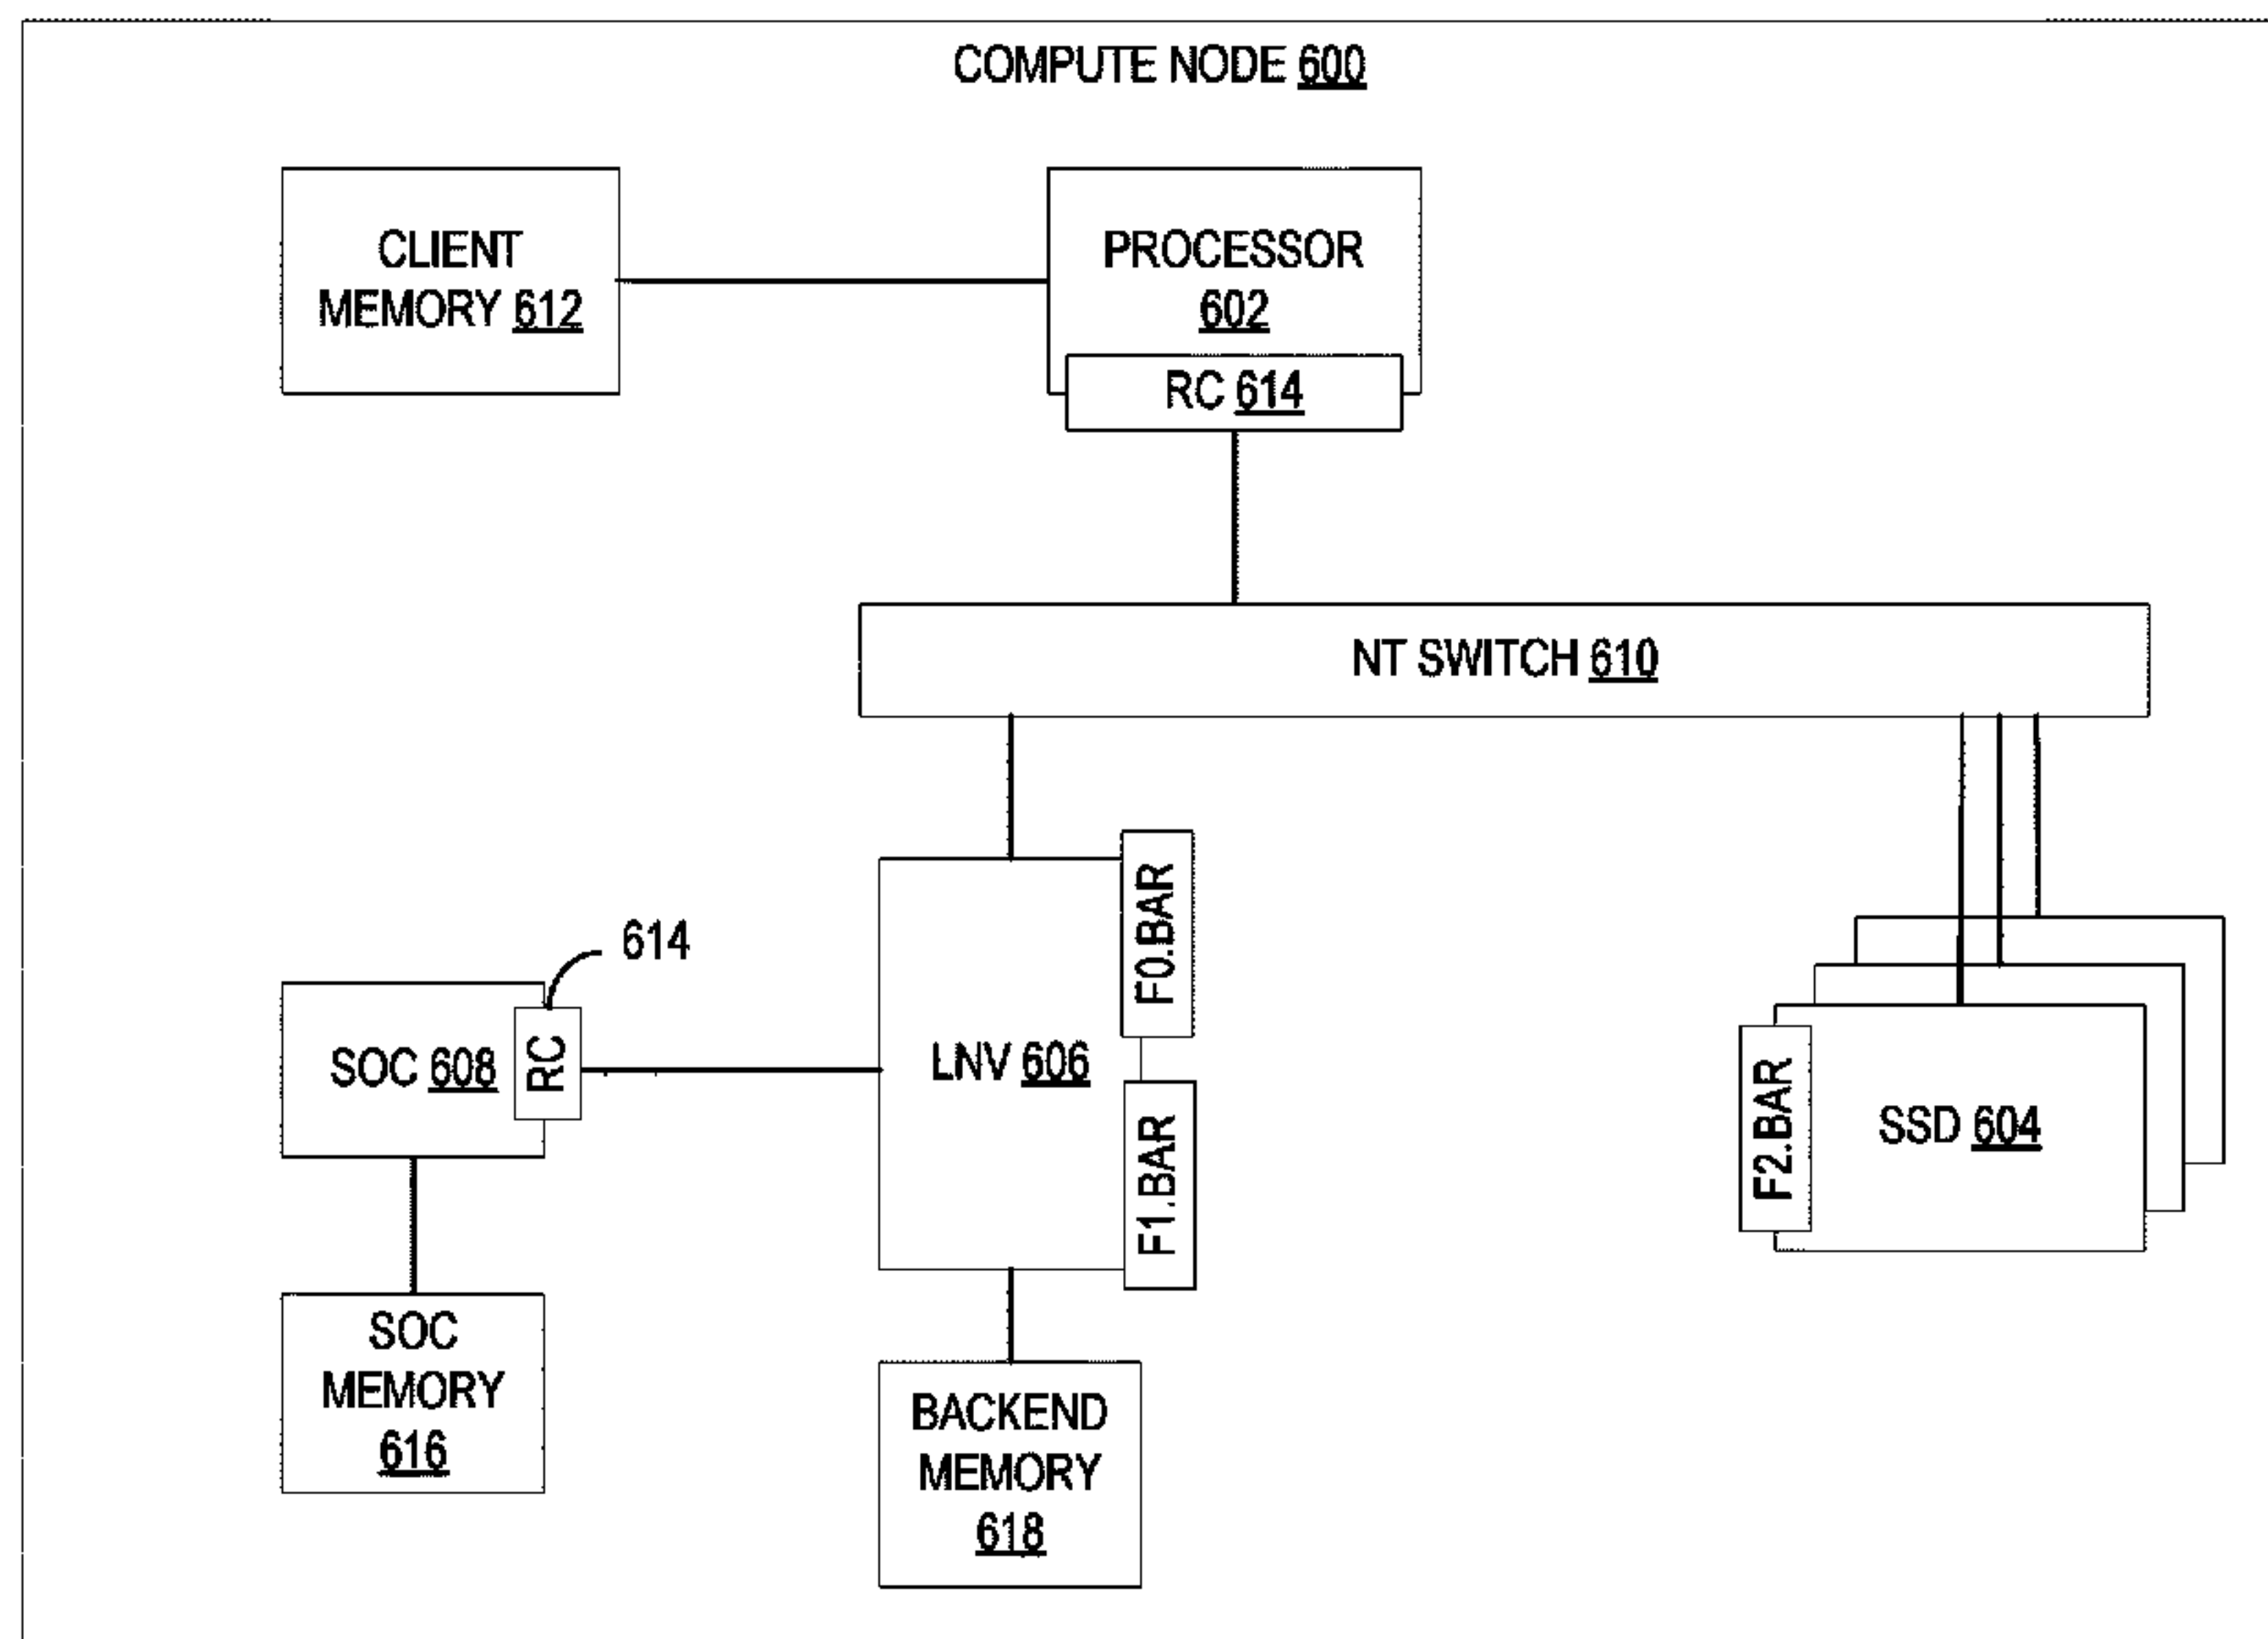 COMPUTE NODE 600
CLIENT
MEMORY 612
PROCESSOR
602
RC 614
NT SWITCH 610
614
SOC 608
RC
LNV 606
F0.BAR
F1.BAR
F2.BAR
SSD 604
SOC
MEMORY
616
BACKEND
MEMORY
618